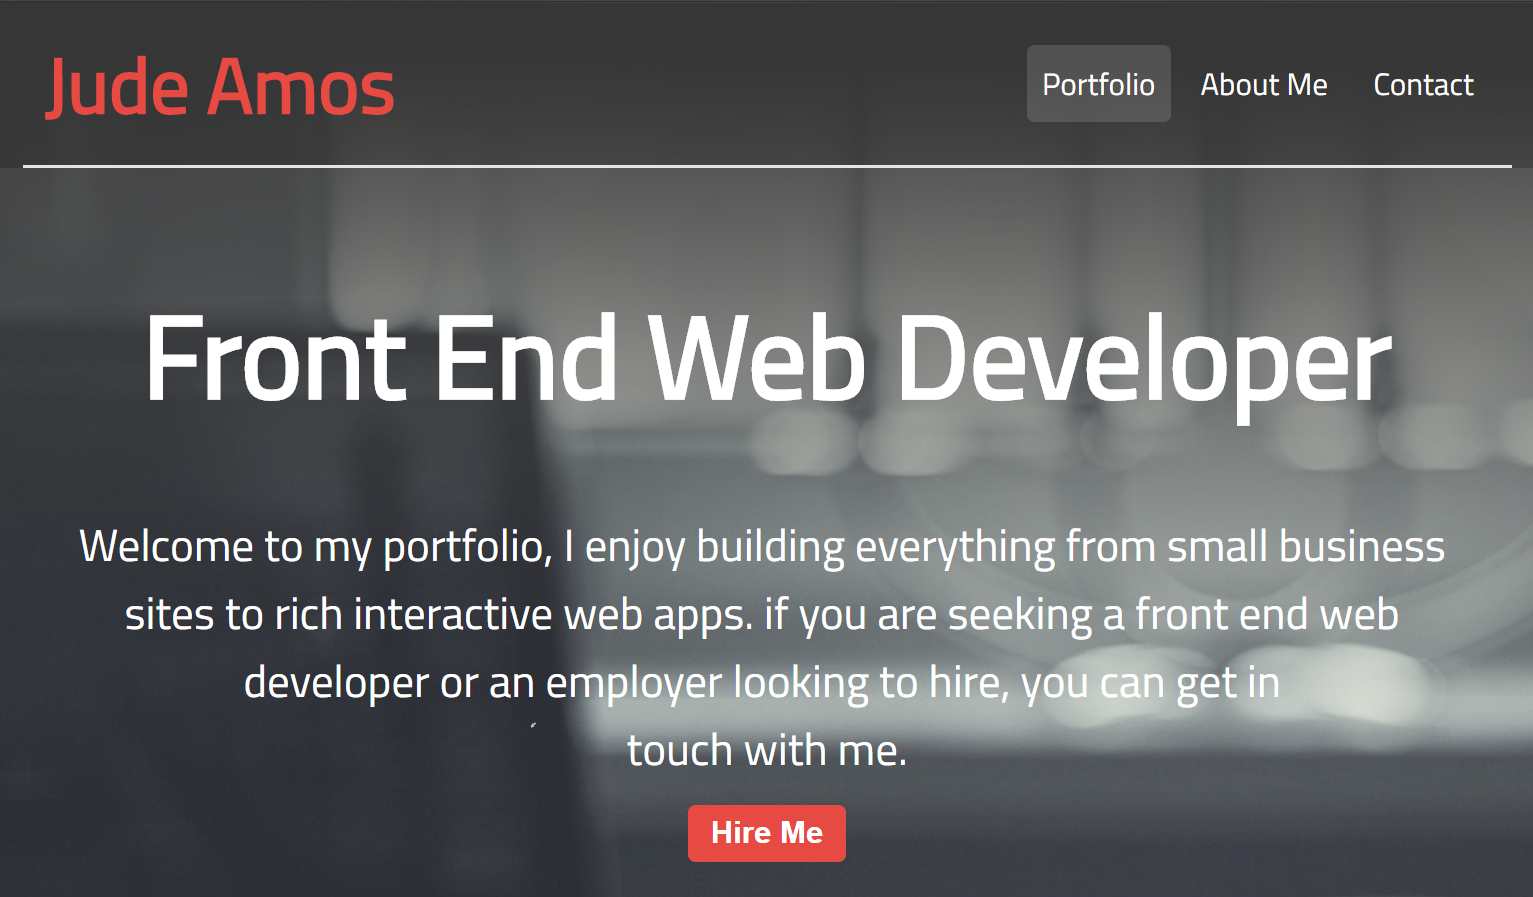 Jude Amos
Portfolio About Me Contact
Front End Web Developer
Welcome to my portfolio, I enjoy building everything from small business
sites to rich interactive web apps. if you are seeking a front end web
developer or an employer looking to hire, you can get in
touch with me.
Hire Me